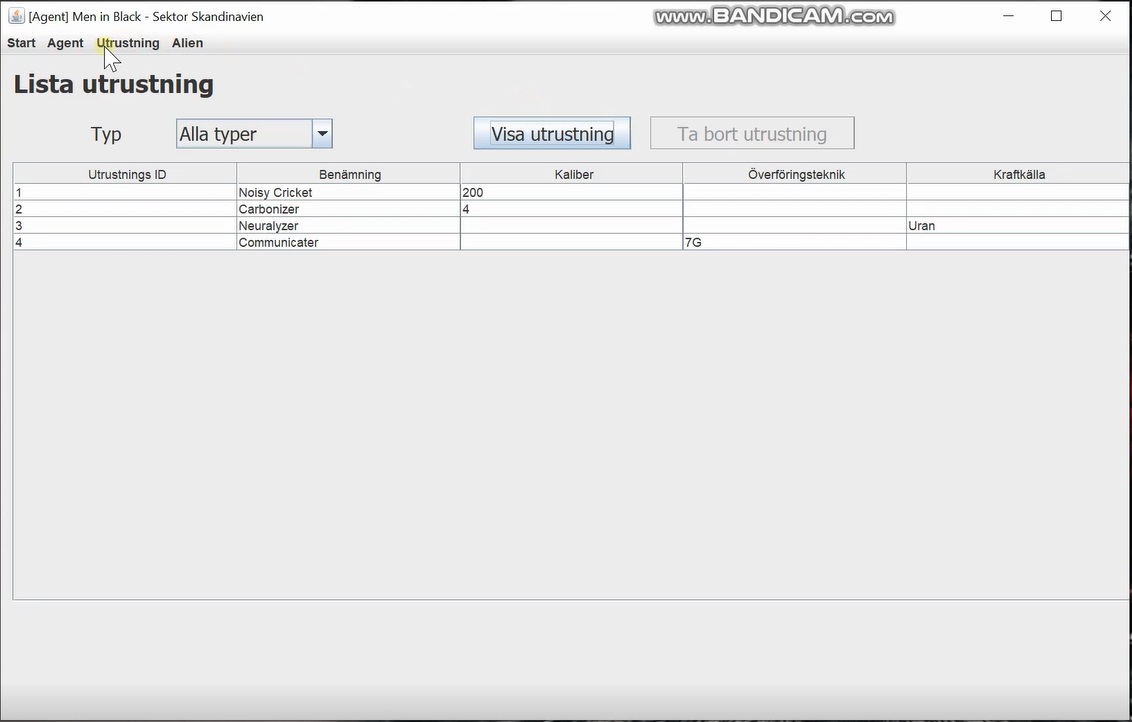 [Agent] Men in Black - Sektor Skandinavien
www.BANDICAM.com
Start Agent Utrustning Alien
Lista utrustning
Typ Alla typer Visa utrustning Ta bort utrustning
Utrustnings ID Benämning Kaliber Överföringsteknik Kraftkälla
1 Noisy Cricket 200
2 Carbonizer 4
3 Neuralyzer Uran
4 Communicater 7G